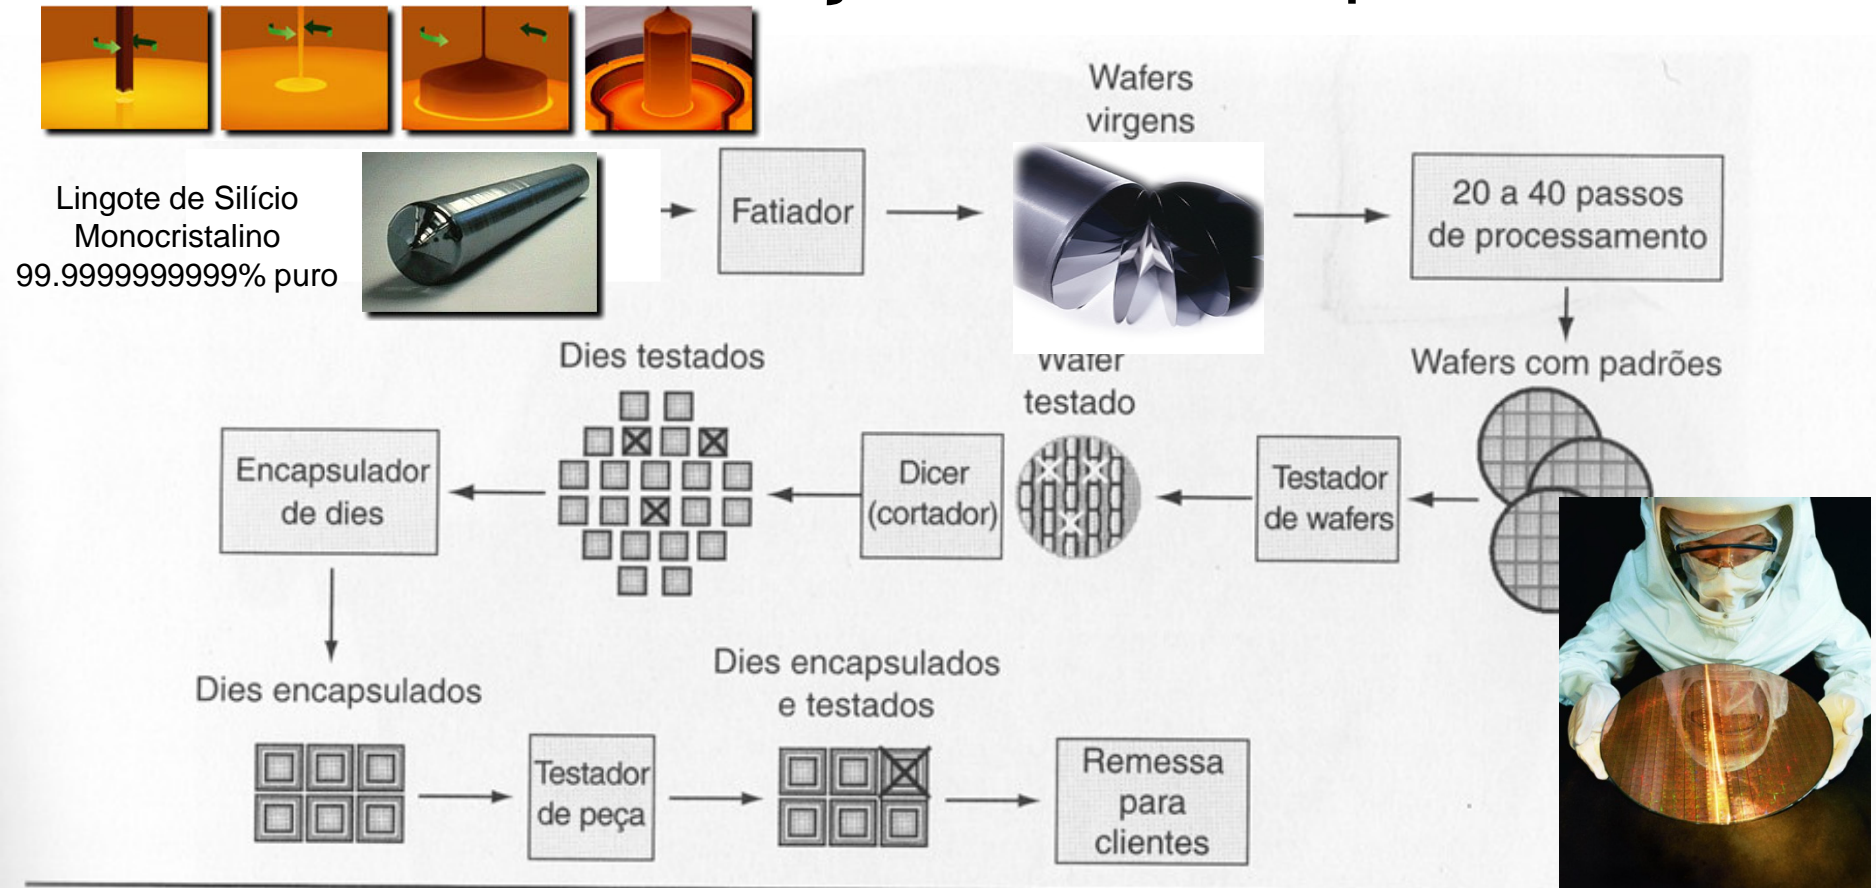 Wafers
virgens
Lingote de Silício
Monocristalino
99.9999999999% puro
Fatiador
20 a 40 passos
de processamento
Dies testados
Wafer
testado
Wafers com padrões
Encapsulador
de dies
Dicer
(cortador)
Testador
de wafers
Dies encapsulados
Dies encapsulados
e testados
Testador
de peça
Remessa
para
clientes